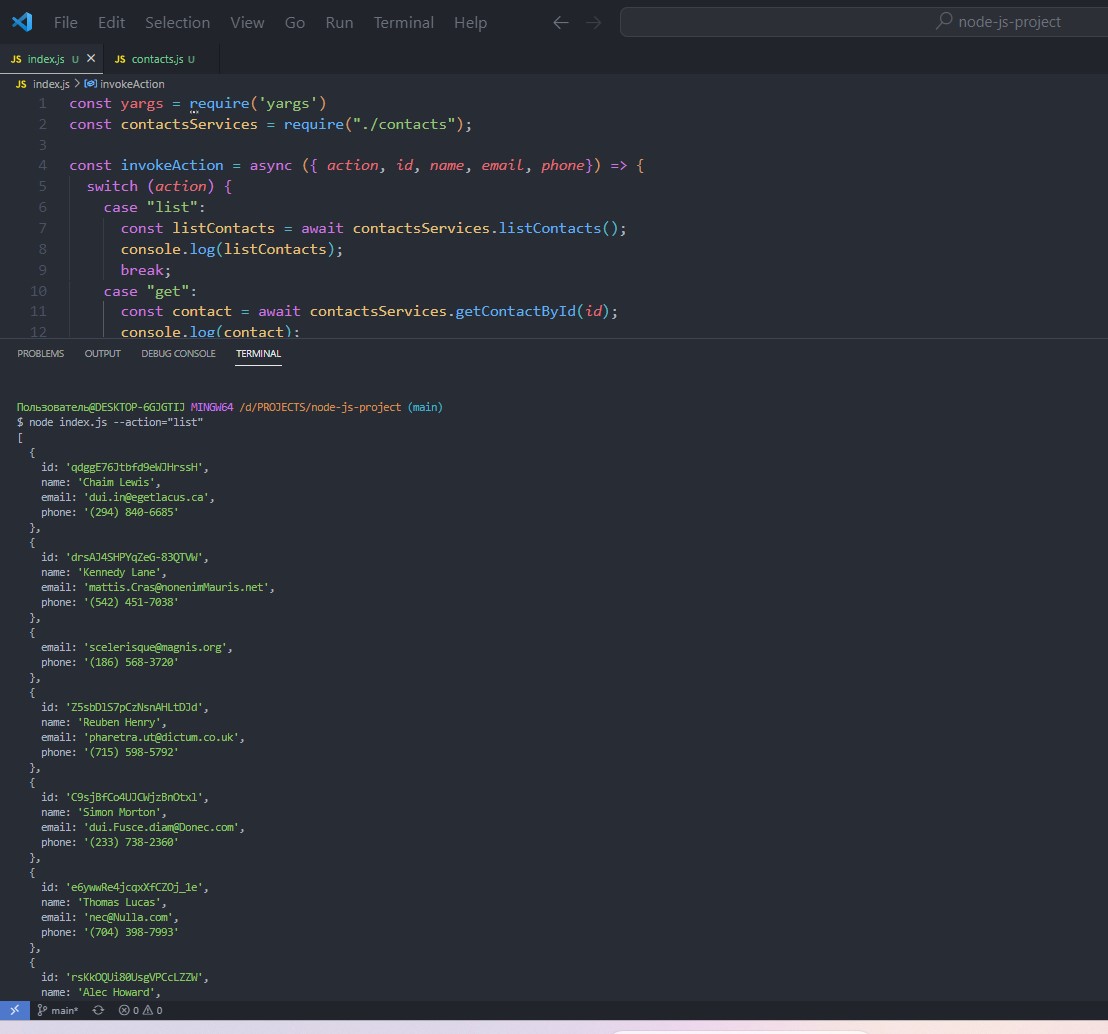 File Edit Selection View Go Run Terminal Help node-js-project
JS index.js U JS contacts.js U
JS index.js > invokeAction
1 const yargs = require('yargs')
2 const contactsServices = require("./contacts");
3
4 const invokeAction = async ({ action, id, name, email, phone}) => {
5 switch (action) {
6 case "list":
7 const listContacts = await contactsServices.listContacts();
8 console.log(listContacts);
9 break;
10 case "get":
11 const contact = await contactsServices.getContactById(id);
12 console.log(contact);
PROBLEMS OUTPUT DEBUG CONSOLE TERMINAL
Пользователь@DESKTOP-6GJGTIJ MINGW64 /d/PROJECTS/node-js-project (main)
$ node index.js --action="list"
[
{
id: 'qdggE76Jtbfd9eWJHrssH',
name: 'Chaim Lewis',
email: 'dui.in@egetlacus.ca',
phone: '(294) 840-6685'
},
{
id: 'drsAJ4SHPYqZeG-83QTVW',
name: 'Kennedy Lane',
email: 'mattis.Cras@nonenimMauris.net',
phone: '(542) 451-7038'
},
{
email: 'scelerisque@magnis.org',
phone: '(186) 568-3720'
},
{
id: 'Z5sbDlS7pCzNsnAHLtDJd',
name: 'Reuben Henry',
email: 'pharetra.ut@dictum.co.uk',
phone: '(715) 598-5792'
},
{
id: 'C9sjBfCo4UJCWjzBnOtxl',
name: 'Simon Morton',
email: 'dui.Fusce.diam@Donec.com',
phone: '(233) 738-2360'
},
{
id: 'e6ywwRe4jcqxXfCZOj_1e',
name: 'Thomas Lucas',
email: 'nec@Nulla.com',
phone: '(704) 398-7993'
},
{
id: 'rsKkOQUi80UsgVPCcLZZW',
name: 'Alec Howard',
main* 0 0